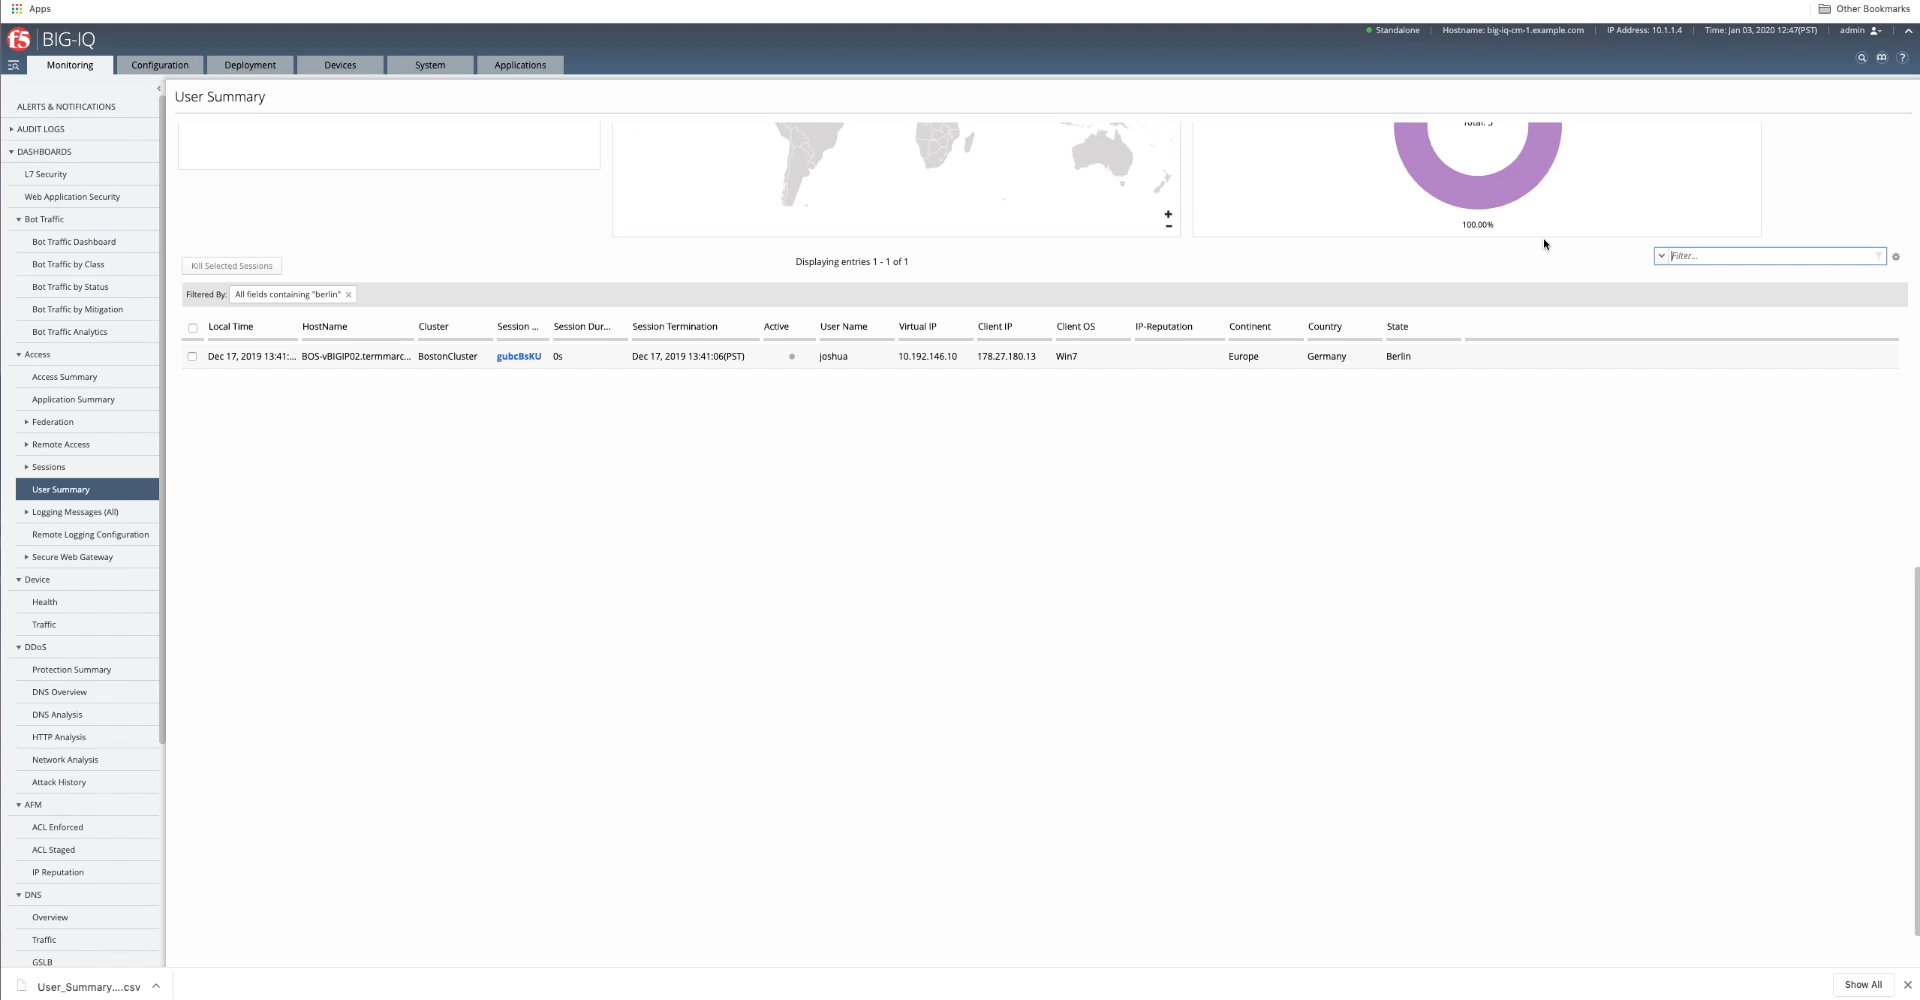 Apps
Other Bookmarks
f5 BIG-IQ
Standalone
Hostname: big-iq-cm-1.example.com
IP Address: 10.1.1.4
Time: Jan 03, 2020 12:47(PST)
admin
Monitoring
Configuration
Deployment
Devices
System
Applications
ALERTS & NOTIFICATIONS
AUDIT LOGS
DASHBOARDS
L7 Security
Web Application Security
Bot Traffic
Bot Traffic Dashboard
Bot Traffic by Class
Bot Traffic by Status
Bot Traffic by Mitigation
Bot Traffic Analytics
Access
Access Summary
Application Summary
Federation
Remote Access
Sessions
User Summary
Logging Messages (All)
Remote Logging Configuration
Secure Web Gateway
Device
Health
Traffic
DDoS
Protection Summary
DNS Overview
DNS Analysis
HTTP Analysis
Network Analysis
Attack History
AFM
ACL Enforced
ACL Staged
IP Reputation
DNS
Overview
Traffic
GSLB
User Summary
+
−
100.00%
Kill Selected Sessions
Displaying entries 1 - 1 of 1
Filter...
Filtered By: All fields containing "berlin" ×
Local Time HostName Cluster Session ... Session Dur... Session Termination Active User Name Virtual IP Client IP Client OS IP-Reputation Continent Country State
Dec 17, 2019 13:41:... BOS-vBIGIP02.termmarc... BostonCluster gubcBsKU 0s Dec 17, 2019 13:41:06(PST) joshua 10.192.146.10 178.27.180.13 Win7 Europe Germany Berlin
User_Summary....csv
Show All